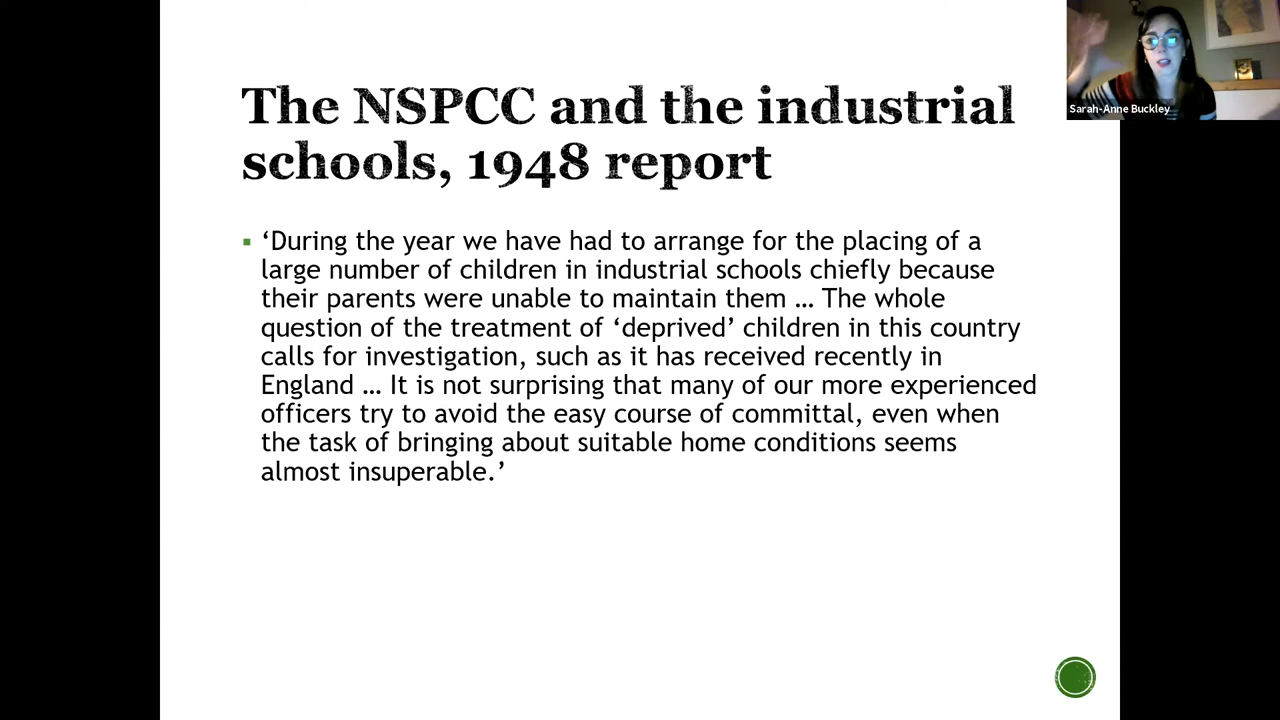 The NSPCC and the industrial
schools, 1948 report
‘During the year we have had to arrange for the placing of a
large number of children in industrial schools chiefly because
their parents were unable to maintain them … The whole
question of the treatment of ‘deprived’ children in this country
calls for investigation, such as it has received recently in
England … It is not surprising that many of our more experienced
officers try to avoid the easy course of committal, even when
the task of bringing about suitable home conditions seems
almost insuperable.’
Sarah-Anne Buckley